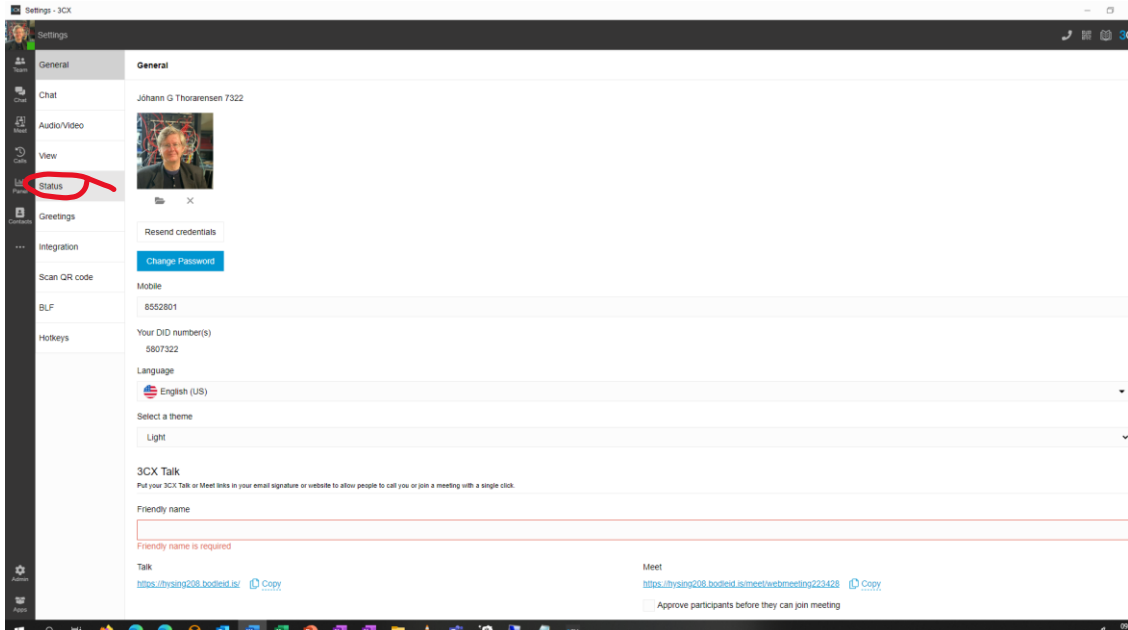 Settings - 3CX
Settings
Team
Chat
Meet
Calls
Panel
Contacts
Admin
Apps
General
Chat
Audio/Video
View
Status
Greetings
Integration
Scan QR code
BLF
Hotkeys
General
Jóhann G Thorarensen 7322
Resend credentials
Change Password
Mobile
8552801
Your DID number(s)
5807322
Language
English (US)
Select a theme
Light
3CX Talk
Put your 3CX Talk or Meet links in your email signature or website to allow people to call you or join a meeting with a single click.
Friendly name
Friendly name is required
Talk
https://hysing208.bodleid.is/ Copy
Meet
https://hysing208.bodleid.is/meet/webmeeting223428 Copy
Approve participants before they can join meeting